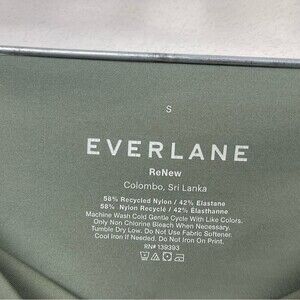 S
EVERLANE
ReNew
Colombo, Sri Lanka
58% Recycled Nylon / 42% Elastane
58% Nylon Recycle / 42% Elasthanne
Machine Wash Cold Gentle Cycle With Like Colors.
Only Non Chlorine Bleach When Necessary.
Tumble Dry Low. Do Not Use Fabric Softener.
Cool Iron If Needed. Do Not Iron On Print.
RN# 139393